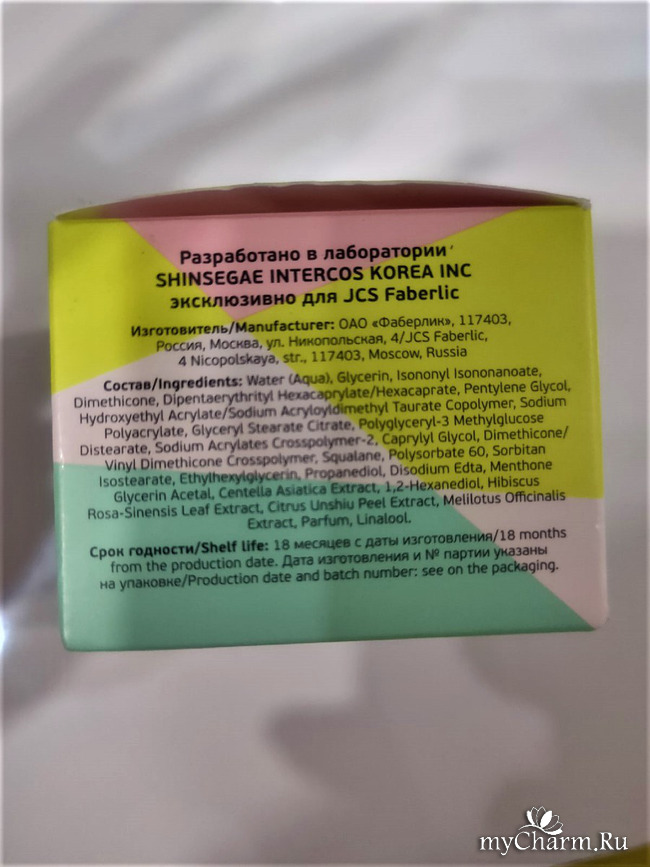 Разработано в лаборатории
SHINSEGAE INTERCOS KOREA INC
эксклюзивно для JCS Faberlic
Изготовитель/Manufacturer: ОАО «Фаберлик», 117403,
Россия, Москва, ул. Никопольская, 4/JCS Faberlic,
4 Nicopolskaya, str., 117403, Moscow, Russia
Состав/Ingredients: Water (Aqua), Glycerin, Isononyl Isononanoate,
Dimethicone, Dipentaerythrityl Hexacaprylate/Hexacaprate, Pentylene Glycol,
Hydroxyethyl Acrylate/Sodium Acryloyldimethyl Taurate Copolymer, Sodium
Polyacrylate, Glyceryl Stearate Citrate, Polyglyceryl-3 Methylglucose
Distearate, Sodium Acrylates Crosspolymer-2, Caprylyl Glycol, Dimethicone/
Vinyl Dimethicone Crosspolymer, Squalane, Polysorbate 60, Sorbitan
Isostearate, Ethylhexylglycerin, Propanediol, Disodium Edta, Menthone
Glycerin Acetal, Centella Asiatica Extract, 1,2-Hexanediol, Hibiscus
Rosa-Sinensis Leaf Extract, Citrus Unshiu Peel Extract, Melilotus Officinalis
Extract, Parfum, Linalool.
Срок годности/Shelf life: 18 месяцев с даты изготовления/18 months
from the production date. Дата изготовления и № партии указаны
на упаковке/Production date and batch number: see on the packaging.
myCharm.Ru